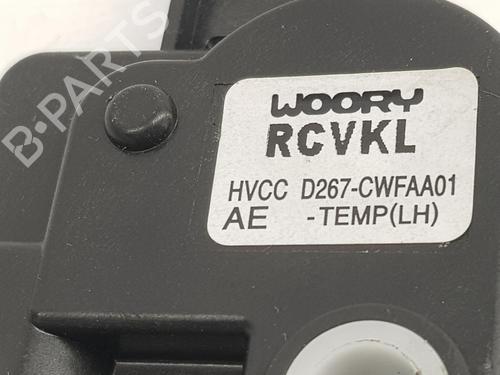 B-PARTS
WOORY
RCVKL
HVCC D267-CWFAA01
AE -TEMP(LH)